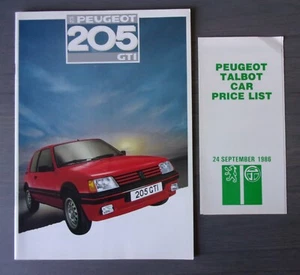 PEUGEOT
205
GTI
205 GTI
PEUGEOT
TALBOT
CAR
PRICE LIST
24 SEPTEMBER 1986